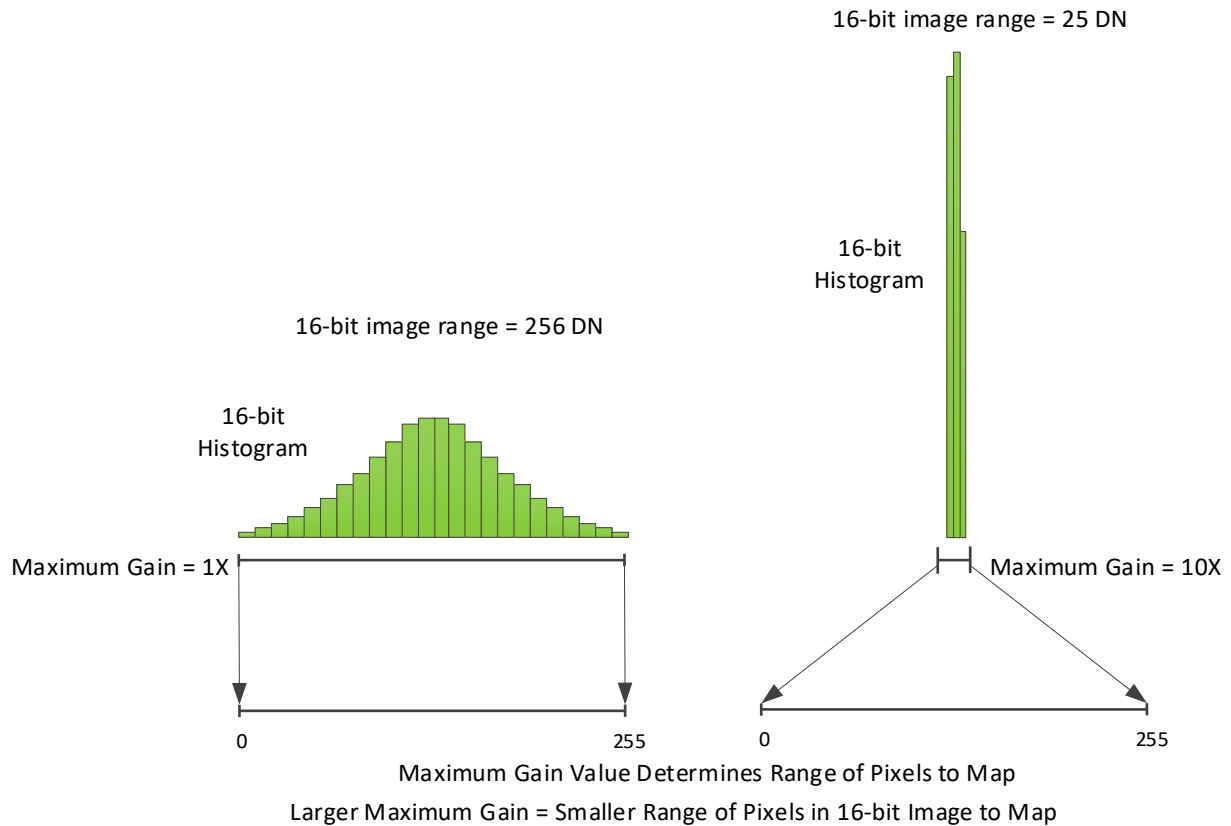 16-bit image range = 25 DN
16-bit
Histogram
16-bit image range = 256 DN
16-bit
Histogram
Maximum Gain = 1X
Maximum Gain = 10X
0
255
0
255
Maximum Gain Value Determines Range of Pixels to Map
Larger Maximum Gain = Smaller Range of Pixels in 16-bit Image to Map